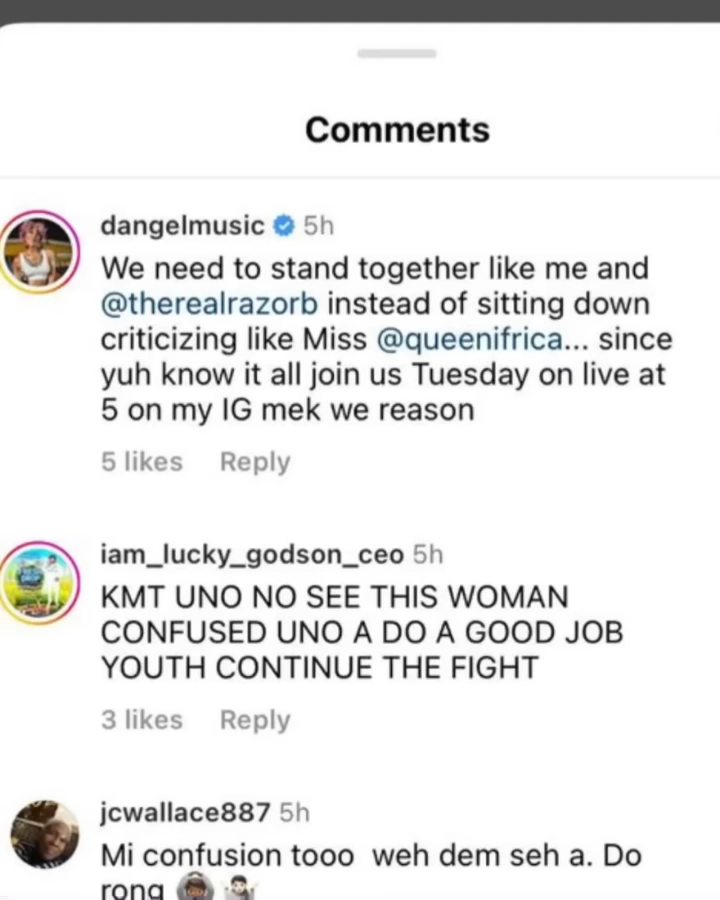 Comments
dangelmusic 5h
We need to stand together like me and
@therealrazorb instead of sitting down
criticizing like Miss @queenifrica... since
yuh know it all join us Tuesday on live at
5 on my IG mek we reason
5 likes Reply
iam_lucky_godson_ceo 5h
KMT UNO NO SEE THIS WOMAN
CONFUSED UNO A DO A GOOD JOB
YOUTH CONTINUE THE FIGHT
3 likes Reply
jcwallace887 5h
Mi confusion tooo weh dem seh a. Do
rong